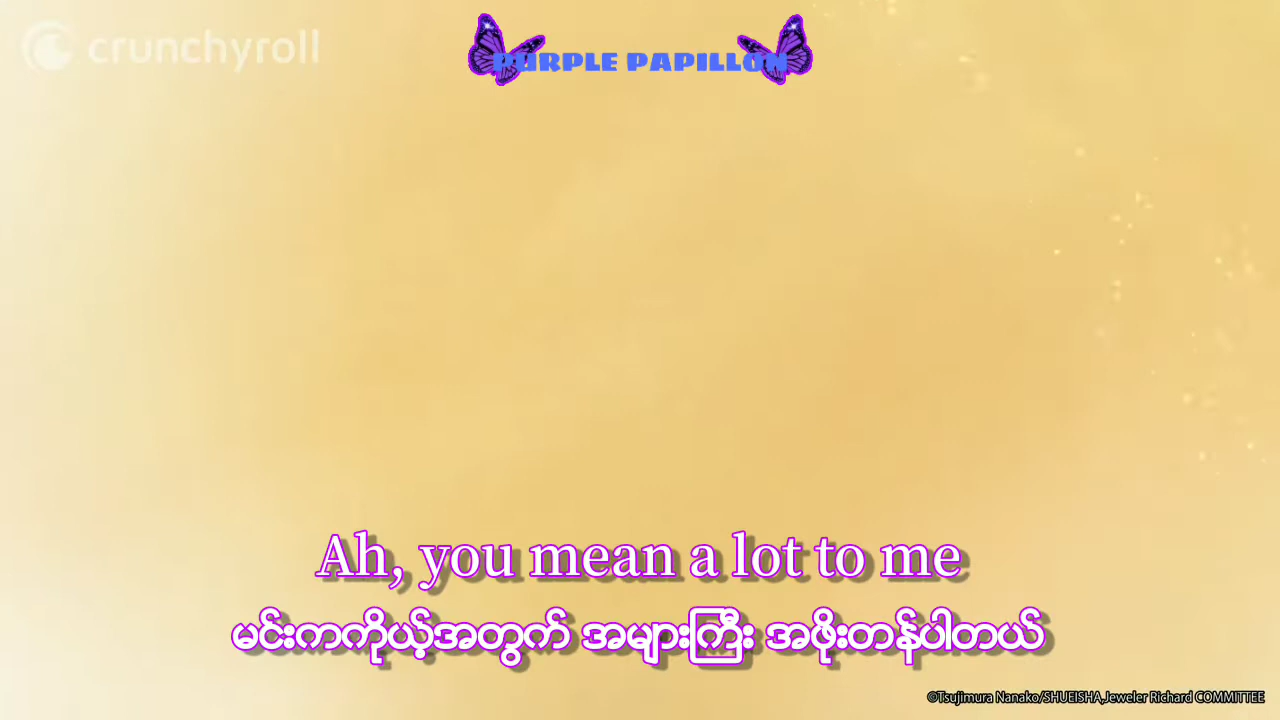 crunchyroll
PURPLE PAPILLON
Ah, you mean a lot to me
မင်းကကိုယ့်အတွက် အများကြီး အဖိုးတန်ပါတယ်
©Tsujimura Nanako/SHUEISHA,Jeweler Richard COMMITTEE